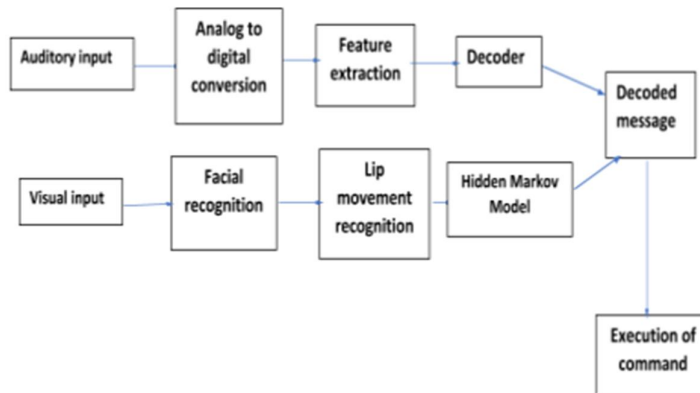 Auditory input
Analog to
digital
conversion
Feature
extraction
Decoder
Decoded
message
Visual input
Facial
recognition
Lip
movement
recognition
Hidden Markov
Model
Execution of
command